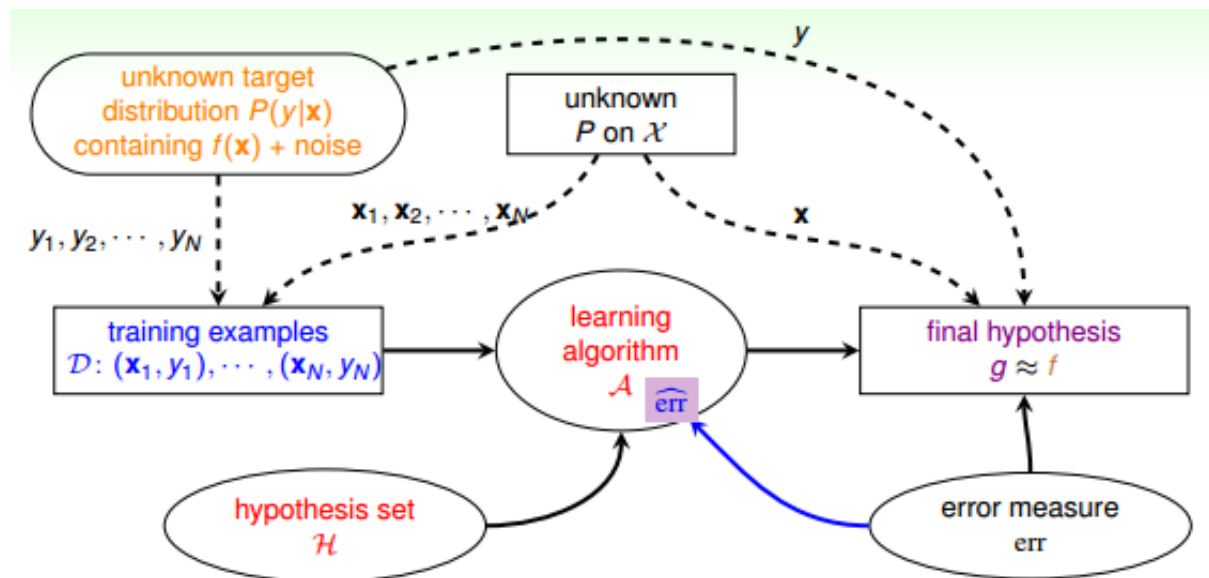 y
unknown target
distribution P(y|𝐱)
containing f(𝐱) + noise
unknown
P on 𝒳
𝐱₁, 𝐱₂, ⋯ , 𝐱_N
𝐱
y₁, y₂, ⋯ , y_N
training examples
𝒟: (𝐱₁, y₁), ⋯ , (𝐱_N, y_N)
learning
algorithm
𝒜
êrr
final hypothesis
g ≈ f
hypothesis set
ℋ
error measure
err